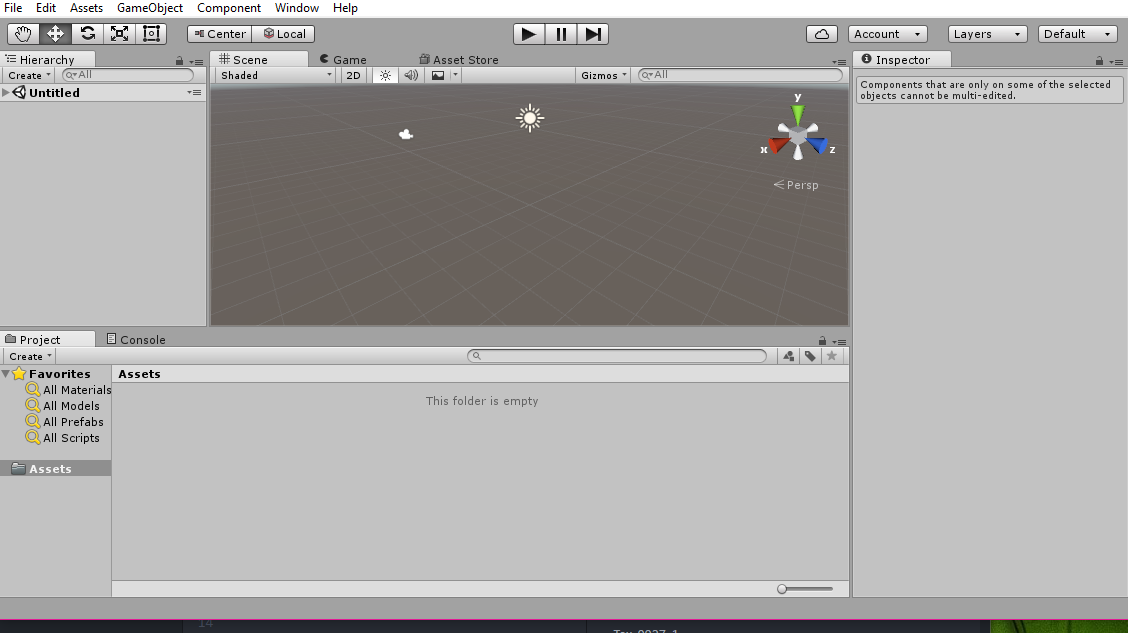 File Edit Assets GameObject Component Window Help
Center Local Account Layers Default
Hierarchy
Create All
Untitled
Scene Game Asset Store
Shaded 2D Gizmos All
y
x z
Persp
Inspector
Components that are only on some of the selected
objects cannot be multi-edited.
Project Console
Create
Favorites
All Materials
All Models
All Prefabs
All Scripts
Assets
Assets
This folder is empty
14